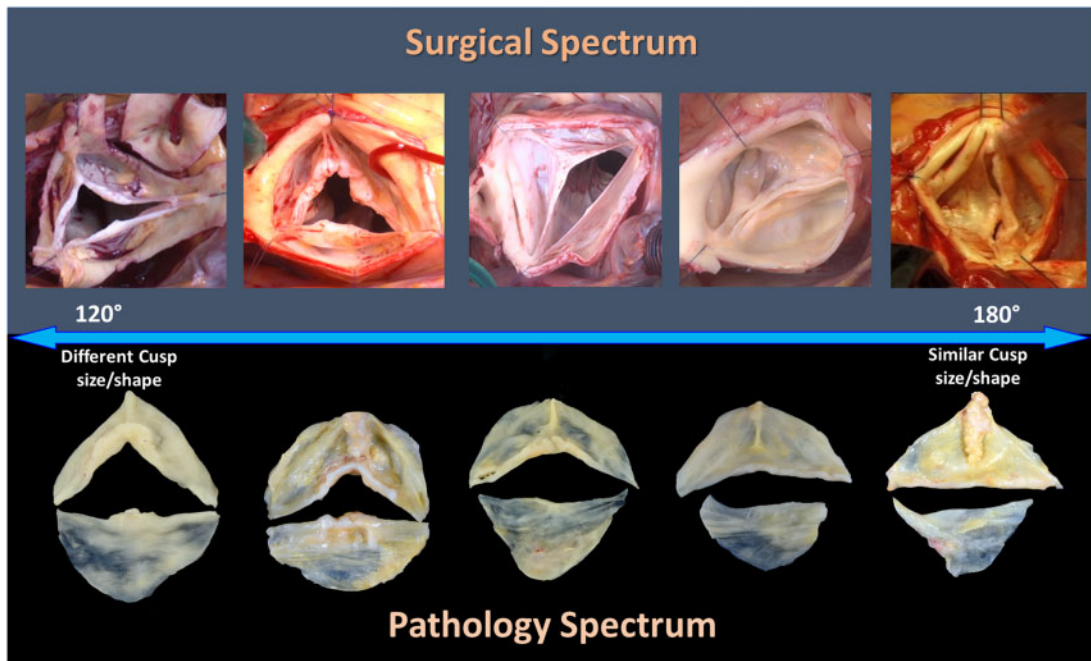 Surgical Spectrum
120°
180°
Different Cusp
size/shape
Similar Cusp
size/shape
Pathology Spectrum